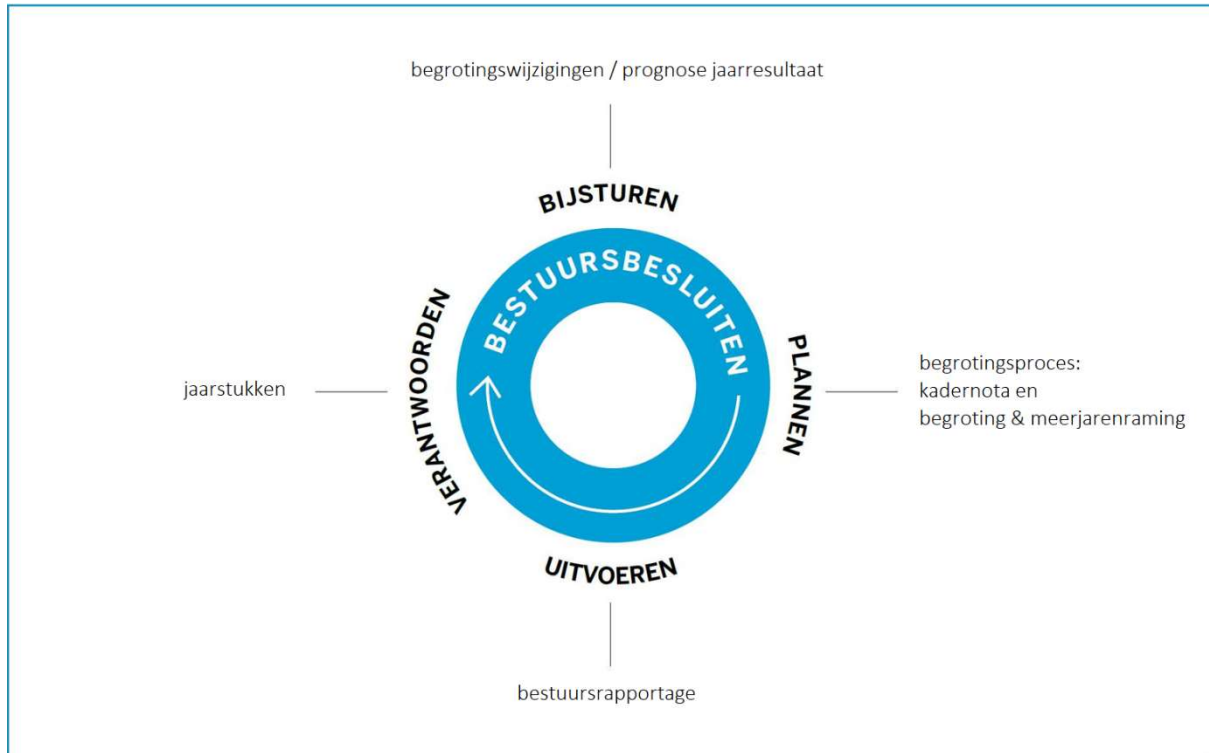 begrotingswijzigingen / prognose jaarresultaat
BIJSTUREN
BESTUURSBESLUITEN
PLANNEN
begrotingsproces:
kadernota en
begroting & meerjarenraming
VERANTWOORDEN
jaarstukken
UITVOEREN
bestuursrapportage